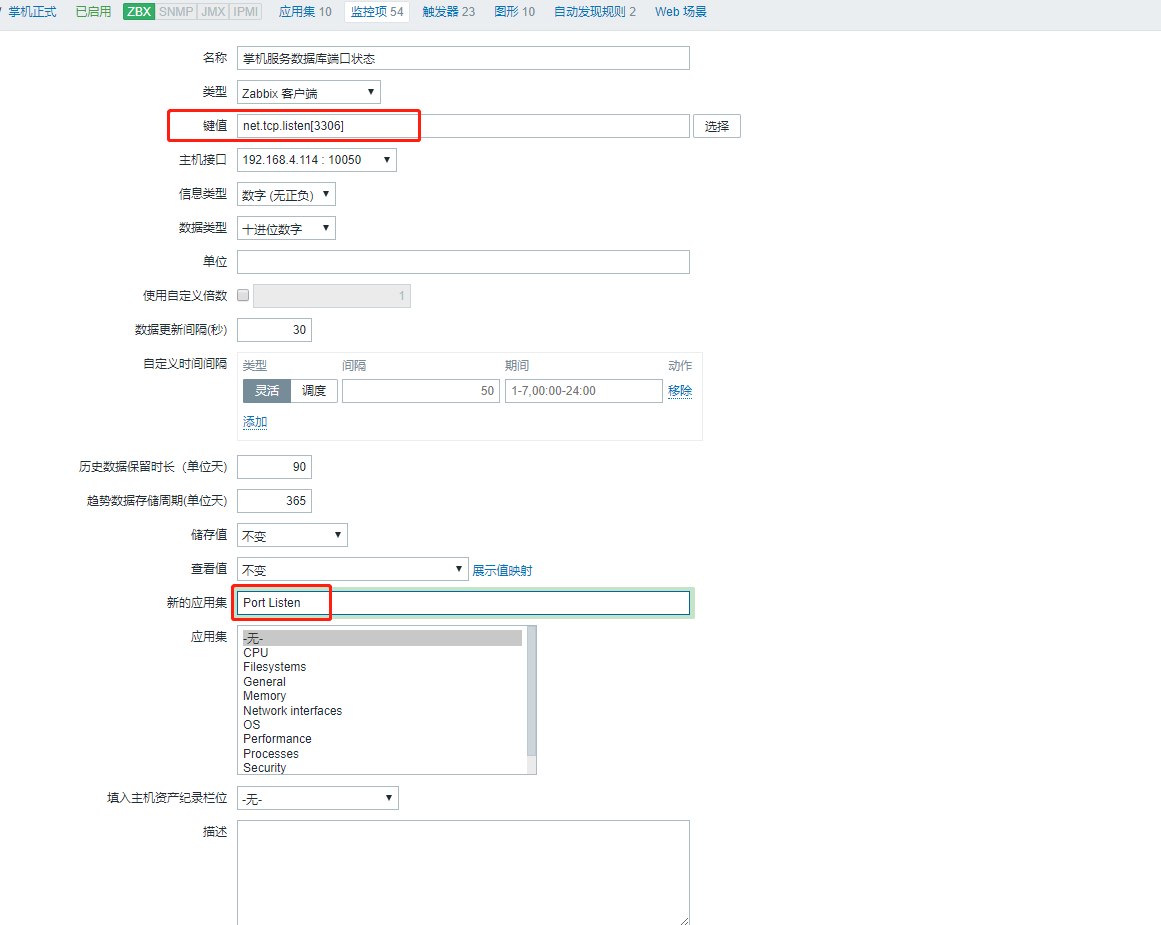 掌机正式 已启用 ZBX SNMP JMX IPMI 应用集 10 监控项 54 触发器 23 图形 10 自动发现规则 2 Web 场景
名称 掌机服务数据库端口状态
类型 Zabbix 客户端
键值 net.tcp.listen[3306] 选择
主机接口 192.168.4.114 : 10050
信息类型 数字 (无正负)
数据类型 十进位数字
单位
使用自定义倍数 1
数据更新间隔(秒) 30
自定义时间间隔 类型 间隔 期间 动作
灵活 调度 50 1-7,00:00-24:00 移除
添加
历史数据保留时长 (单位天) 90
趋势数据存储周期(单位天) 365
储存值 不变
查看值 不变 展示值映射
新的应用集 Port Listen
应用集 -无-
CPU
Filesystems
General
Memory
Network interfaces
OS
Performance
Processes
Security
填入主机资产纪录栏位 -无-
描述